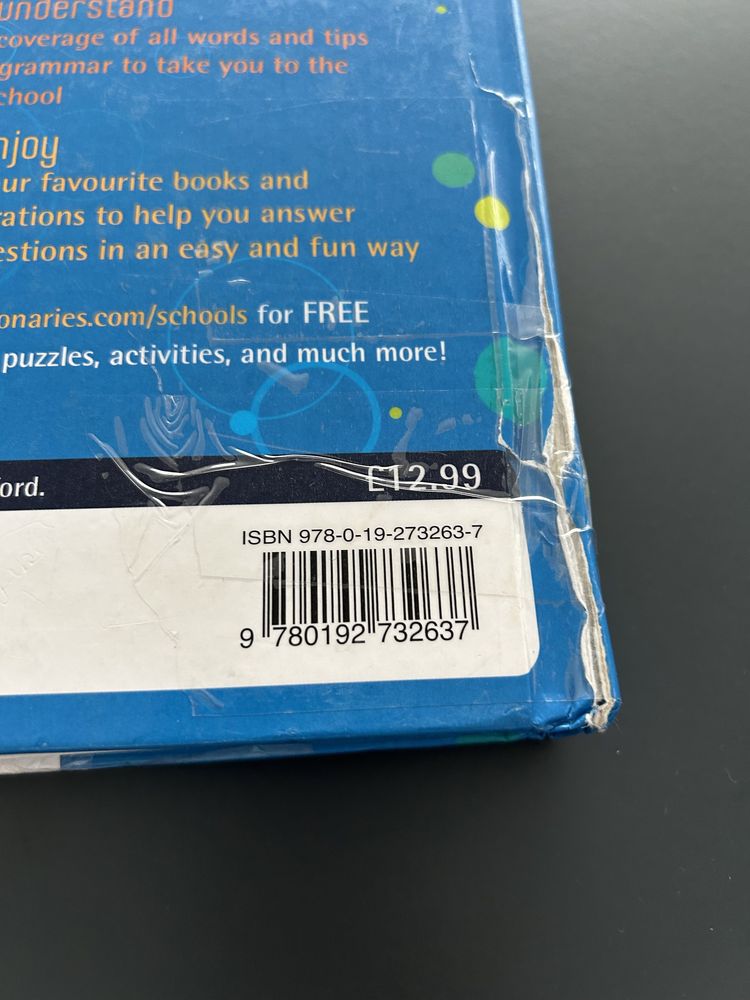 understand
coverage of all words and tips
grammar to take you to the
chool
njoy
ur favourite books and
rations to help you answer
estions in an easy and fun way
onaries.com/schools for FREE
puzzles, activities, and much more!
ord.
£12.99
ISBN 978-0-19-273263-7
9 780192 732637